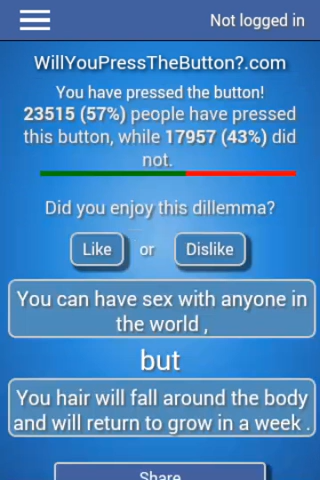 Not logged in
WillYouPressTheButton?.com
You have pressed the button!
23515 (57%) people have pressed
this button, while 17957 (43%) did
not.
Did you enjoy this dillemma?
Like or Dislike
You can have sex with anyone in
the world ,
but
You hair will fall around the body
and will return to grow in a week .
Share